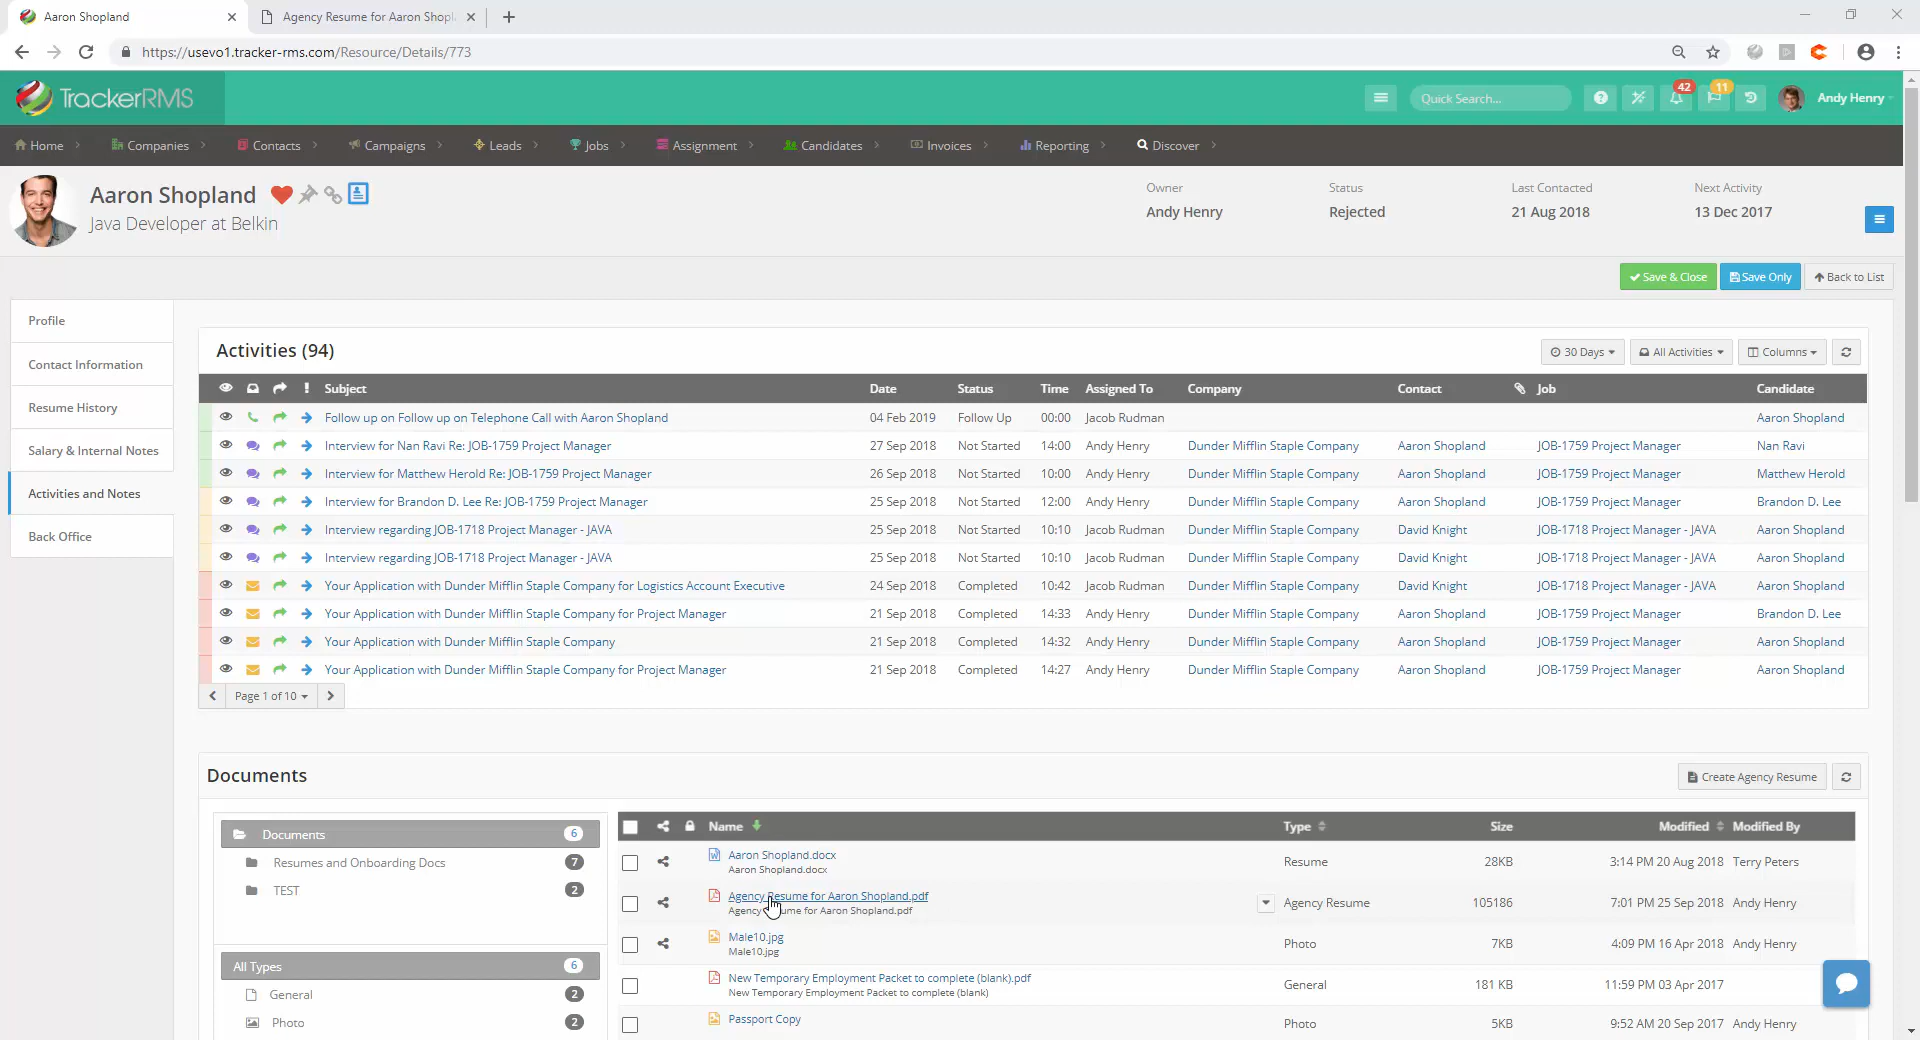 Aaron Shopland
Agency Resume for Aaron Shopl
https://usevo1.tracker-rms.com/Resource/Details/773
TrackerRMS
Quick Search...
42
11
Andy Henry
Home Companies Contacts Campaigns Leads Jobs Assignment Candidates Invoices Reporting Discover
Aaron Shopland
Java Developer at Belkin
Owner Status Last Contacted Next Activity
Andy Henry Rejected 21 Aug 2018 13 Dec 2017
Save & Close Save Only Back to List
Profile
Contact Information
Resume History
Salary & Internal Notes
Activities and Notes
Back Office
Activities (94)
30 Days All Activities Columns
! Subject Date Status Time Assigned To Company Contact Job Candidate
Follow up on Follow up on Telephone Call with Aaron Shopland 04 Feb 2019 Follow Up 00:00 Jacob Rudman Aaron Shopland
Interview for Nan Ravi Re: JOB-1759 Project Manager 27 Sep 2018 Not Started 14:00 Andy Henry Dunder Mifflin Staple Company Aaron Shopland JOB-1759 Project Manager Nan Ravi
Interview for Matthew Herold Re: JOB-1759 Project Manager 26 Sep 2018 Not Started 10:00 Andy Henry Dunder Mifflin Staple Company Aaron Shopland JOB-1759 Project Manager Matthew Herold
Interview for Brandon D. Lee Re: JOB-1759 Project Manager 25 Sep 2018 Not Started 12:00 Andy Henry Dunder Mifflin Staple Company Aaron Shopland JOB-1759 Project Manager Brandon D. Lee
Interview regarding JOB-1718 Project Manager - JAVA 25 Sep 2018 Not Started 10:10 Jacob Rudman Dunder Mifflin Staple Company David Knight JOB-1718 Project Manager - JAVA Aaron Shopland
Interview regarding JOB-1718 Project Manager - JAVA 25 Sep 2018 Not Started 10:10 Jacob Rudman Dunder Mifflin Staple Company David Knight JOB-1718 Project Manager - JAVA Aaron Shopland
Your Application with Dunder Mifflin Staple Company for Logistics Account Executive 24 Sep 2018 Completed 10:42 Jacob Rudman Dunder Mifflin Staple Company David Knight JOB-1718 Project Manager - JAVA Aaron Shopland
Your Application with Dunder Mifflin Staple Company for Project Manager 21 Sep 2018 Completed 14:33 Andy Henry Dunder Mifflin Staple Company Aaron Shopland JOB-1759 Project Manager Brandon D. Lee
Your Application with Dunder Mifflin Staple Company 21 Sep 2018 Completed 14:32 Andy Henry Dunder Mifflin Staple Company Aaron Shopland JOB-1759 Project Manager Aaron Shopland
Your Application with Dunder Mifflin Staple Company for Project Manager 21 Sep 2018 Completed 14:27 Andy Henry Dunder Mifflin Staple Company Aaron Shopland JOB-1759 Project Manager Aaron Shopland
Page 1 of 10
Documents
Create Agency Resume
Documents 6
Resumes and Onboarding Docs 7
TEST 2
All Types 6
General 2
Photo 2
Name Type Size Modified Modified By
Aaron Shopland.docx Resume 28KB 3:14 PM 20 Aug 2018 Terry Peters
Aaron Shopland.docx
Agency Resume for Aaron Shopland.pdf Agency Resume 105186 7:01 PM 25 Sep 2018 Andy Henry
Agency ume for Aaron Shopland.pdf
Male10.jpg Photo 7KB 4:09 PM 16 Apr 2018 Andy Henry
Male10.jpg
New Temporary Employment Packet to complete (blank).pdf General 181 KB 11:59 PM 03 Apr 2017
New Temporary Employment Packet to complete (blank)
Passport Copy Photo 5KB 9:52 AM 20 Sep 2017 Andy Henry